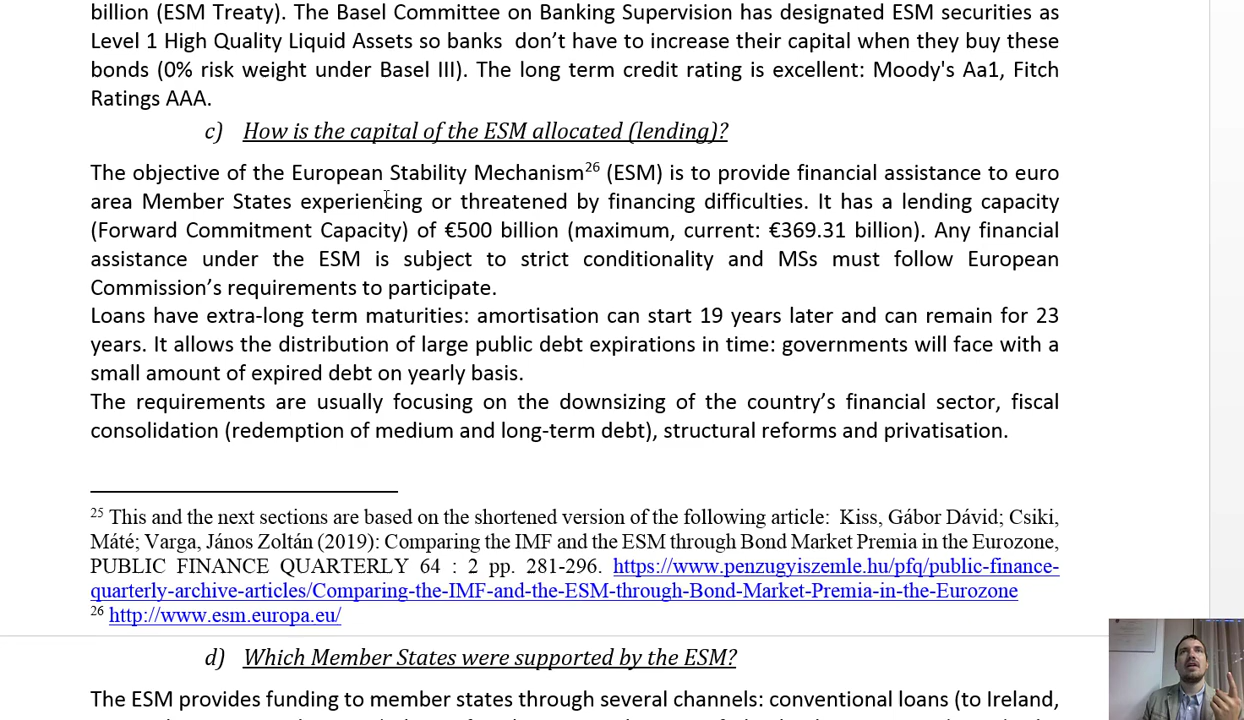 billion (ESM Treaty). The Basel Committee on Banking Supervision has designated ESM securities as
Level 1 High Quality Liquid Assets so banks  don’t have to increase their capital when they buy these
bonds (0% risk weight under Basel III). The long term credit rating is excellent: Moody's Aa1, Fitch
Ratings AAA.
c) How is the capital of the ESM allocated (lending)?
The objective of the European Stability Mechanism26 (ESM) is to provide financial assistance to euro
area Member States experiencing or threatened by financing difficulties. It has a lending capacity
(Forward Commitment Capacity) of €500 billion (maximum, current: €369.31 billion). Any financial
assistance under the ESM is subject to strict conditionality and MSs must follow European
Commission’s requirements to participate.
Loans have extra-long term maturities: amortisation can start 19 years later and can remain for 23
years. It allows the distribution of large public debt expirations in time: governments will face with a
small amount of expired debt on yearly basis.
The requirements are usually focusing on the downsizing of the country’s financial sector, fiscal
consolidation (redemption of medium and long-term debt), structural reforms and privatisation.
25 This and the next sections are based on the shortened version of the following article:  Kiss, Gábor Dávid; Csiki,
Máté; Varga, János Zoltán (2019): Comparing the IMF and the ESM through Bond Market Premia in the Eurozone,
PUBLIC FINANCE QUARTERLY 64 : 2 pp. 281-296. https://www.penzugyiszemle.hu/pfq/public-finance-
quarterly-archive-articles/Comparing-the-IMF-and-the-ESM-through-Bond-Market-Premia-in-the-Eurozone
26 http://www.esm.europa.eu/
d) Which Member States were supported by the ESM?
The ESM provides funding to member states through several channels: conventional loans (to Ireland,